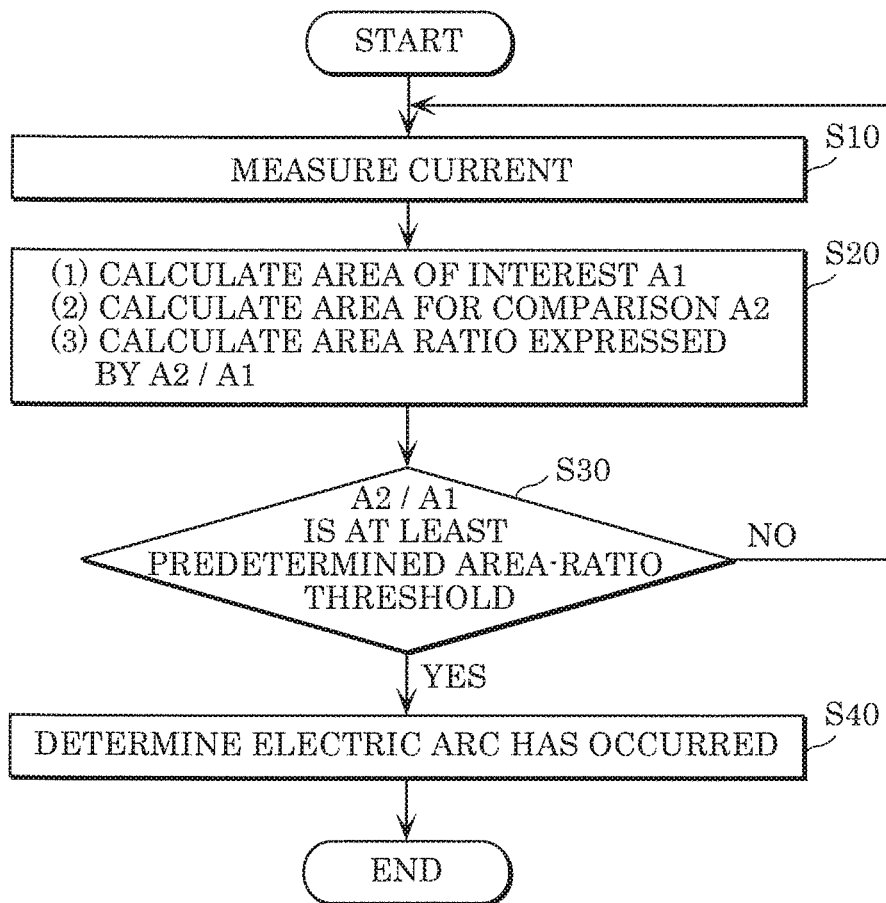 START
S10
MEASURE CURRENT
S20
(1) CALCULATE AREA OF INTEREST A1
(2) CALCULATE AREA FOR COMPARISON A2
(3) CALCULATE AREA RATIO EXPRESSED
BY A2 / A1
S30
A2 / A1
IS AT LEAST
PREDETERMINED AREA-RATIO
THRESHOLD
NO
YES
S40
DETERMINE ELECTRIC ARC HAS OCCURRED
END